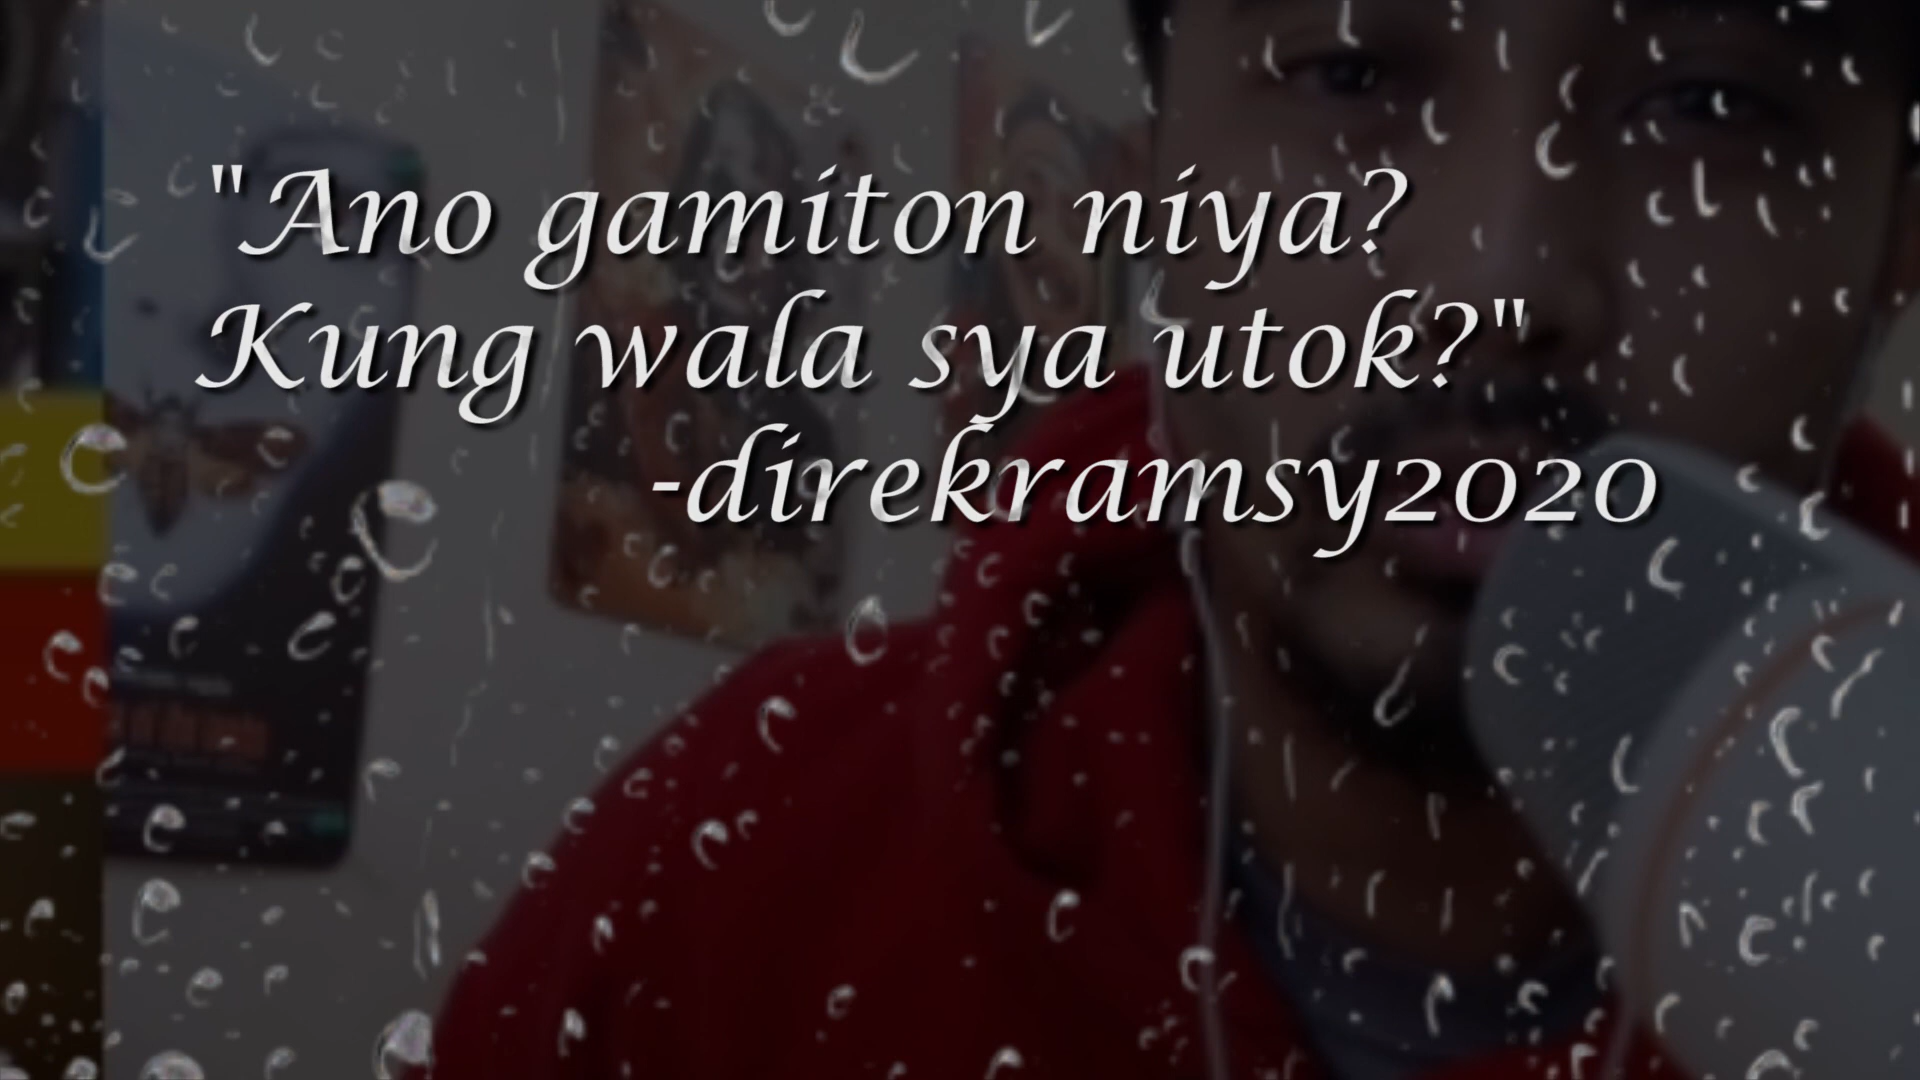 "Ano gamiton niya?
Kung wala sya utok?"
-direkramsy2020